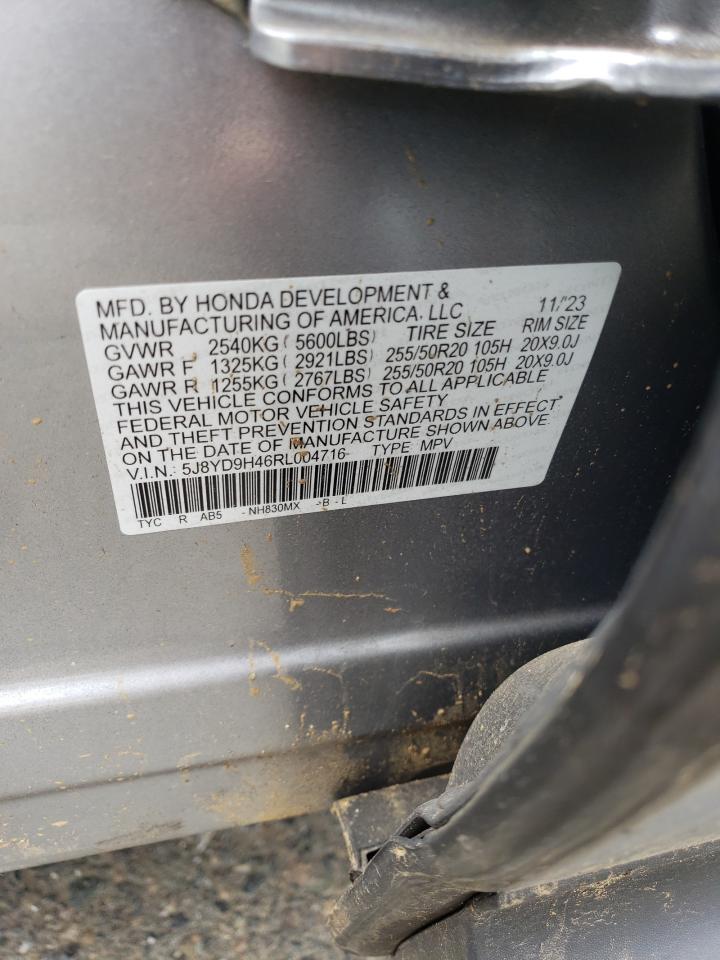 MFD. BY HONDA DEVELOPMENT &
MANUFACTURING OF AMERICA, LLC 11/'23
GVWR 2540KG ( 5600LBS) TIRE SIZE RIM SIZE
GAWR F 1325KG ( 2921LBS) 255/50R20 105H 20X9.0J
GAWR R 1255KG ( 2767LBS) 255/50R20 105H 20X9.0J
THIS VEHICLE CONFORMS TO ALL APPLICABLE
FEDERAL MOTOR VEHICLE SAFETY
AND THEFT PREVENTION STANDARDS IN EFFECT
ON THE DATE OF MANUFACTURE SHOWN ABOVE.
V.I.N.: 5J8YD9H46RL004716 TYPE MPV
TYC R AB5 - NH830MX -B - L